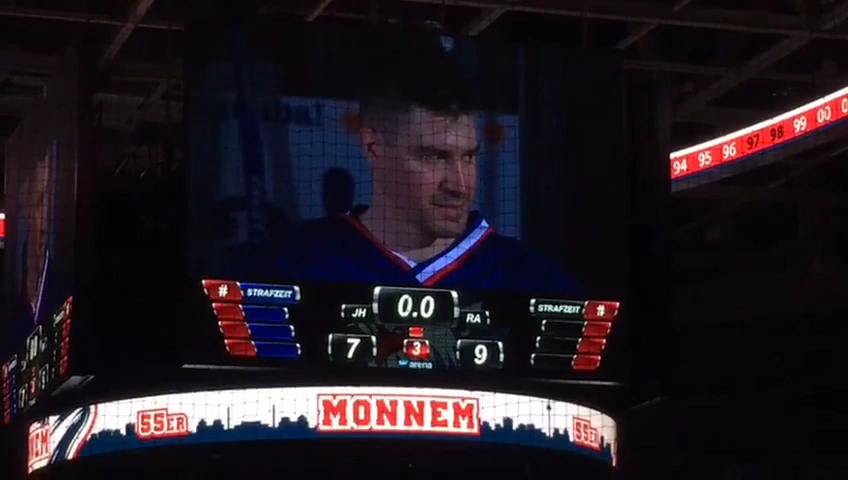 94 95 96 97 98 99 00
# STRAFZEIT
STRAFZEIT #
JH 0.0 RA
7 3 9
arena
55ER MONNEM 55ER